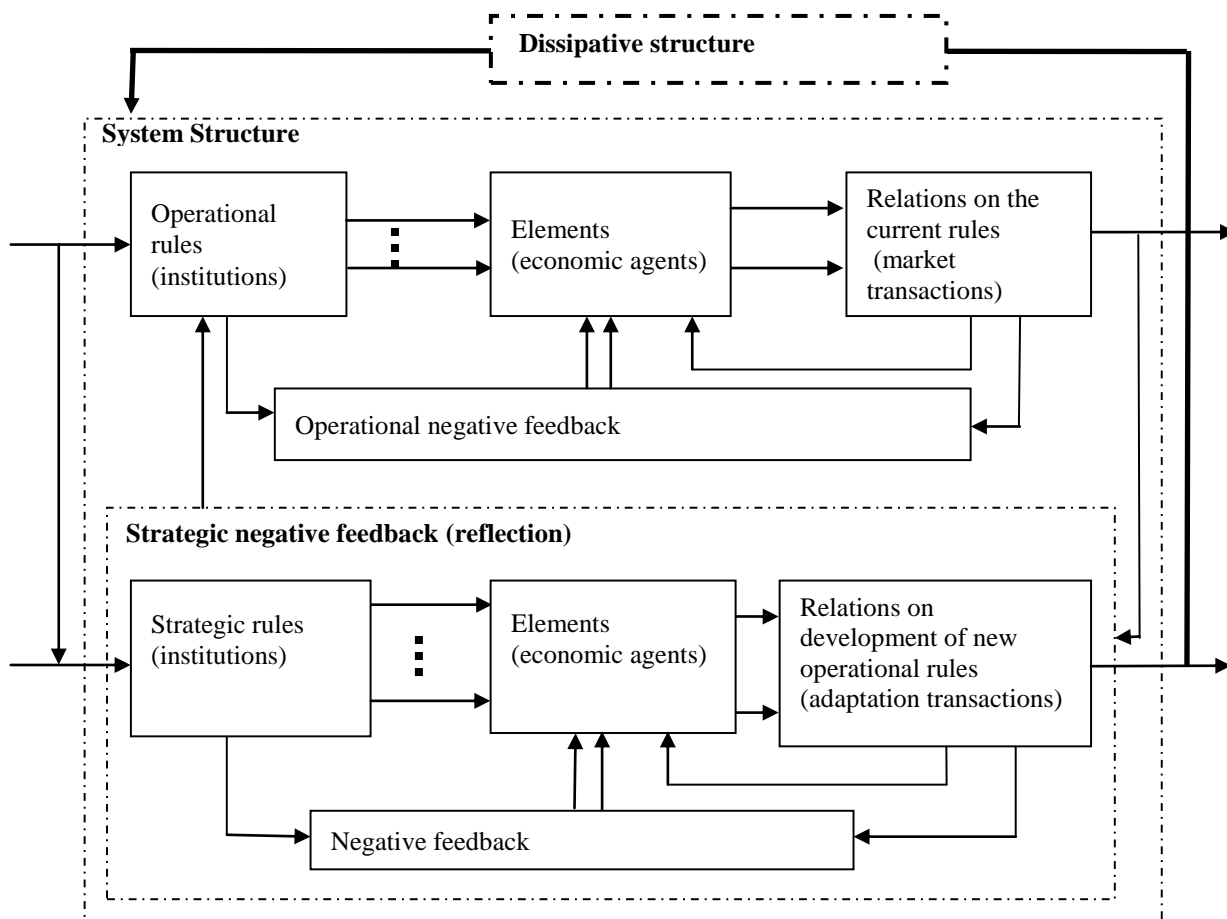 Dissipative structure
System Structure
Operational
rules
(institutions)
Elements
(economic agents)
Relations on the
current rules
(market
transactions)
Operational negative feedback
Strategic negative feedback (reflection)
Strategic rules
(institutions)
Elements
(economic agents)
Relations on
development of new
operational rules
(adaptation transactions)
Negative feedback